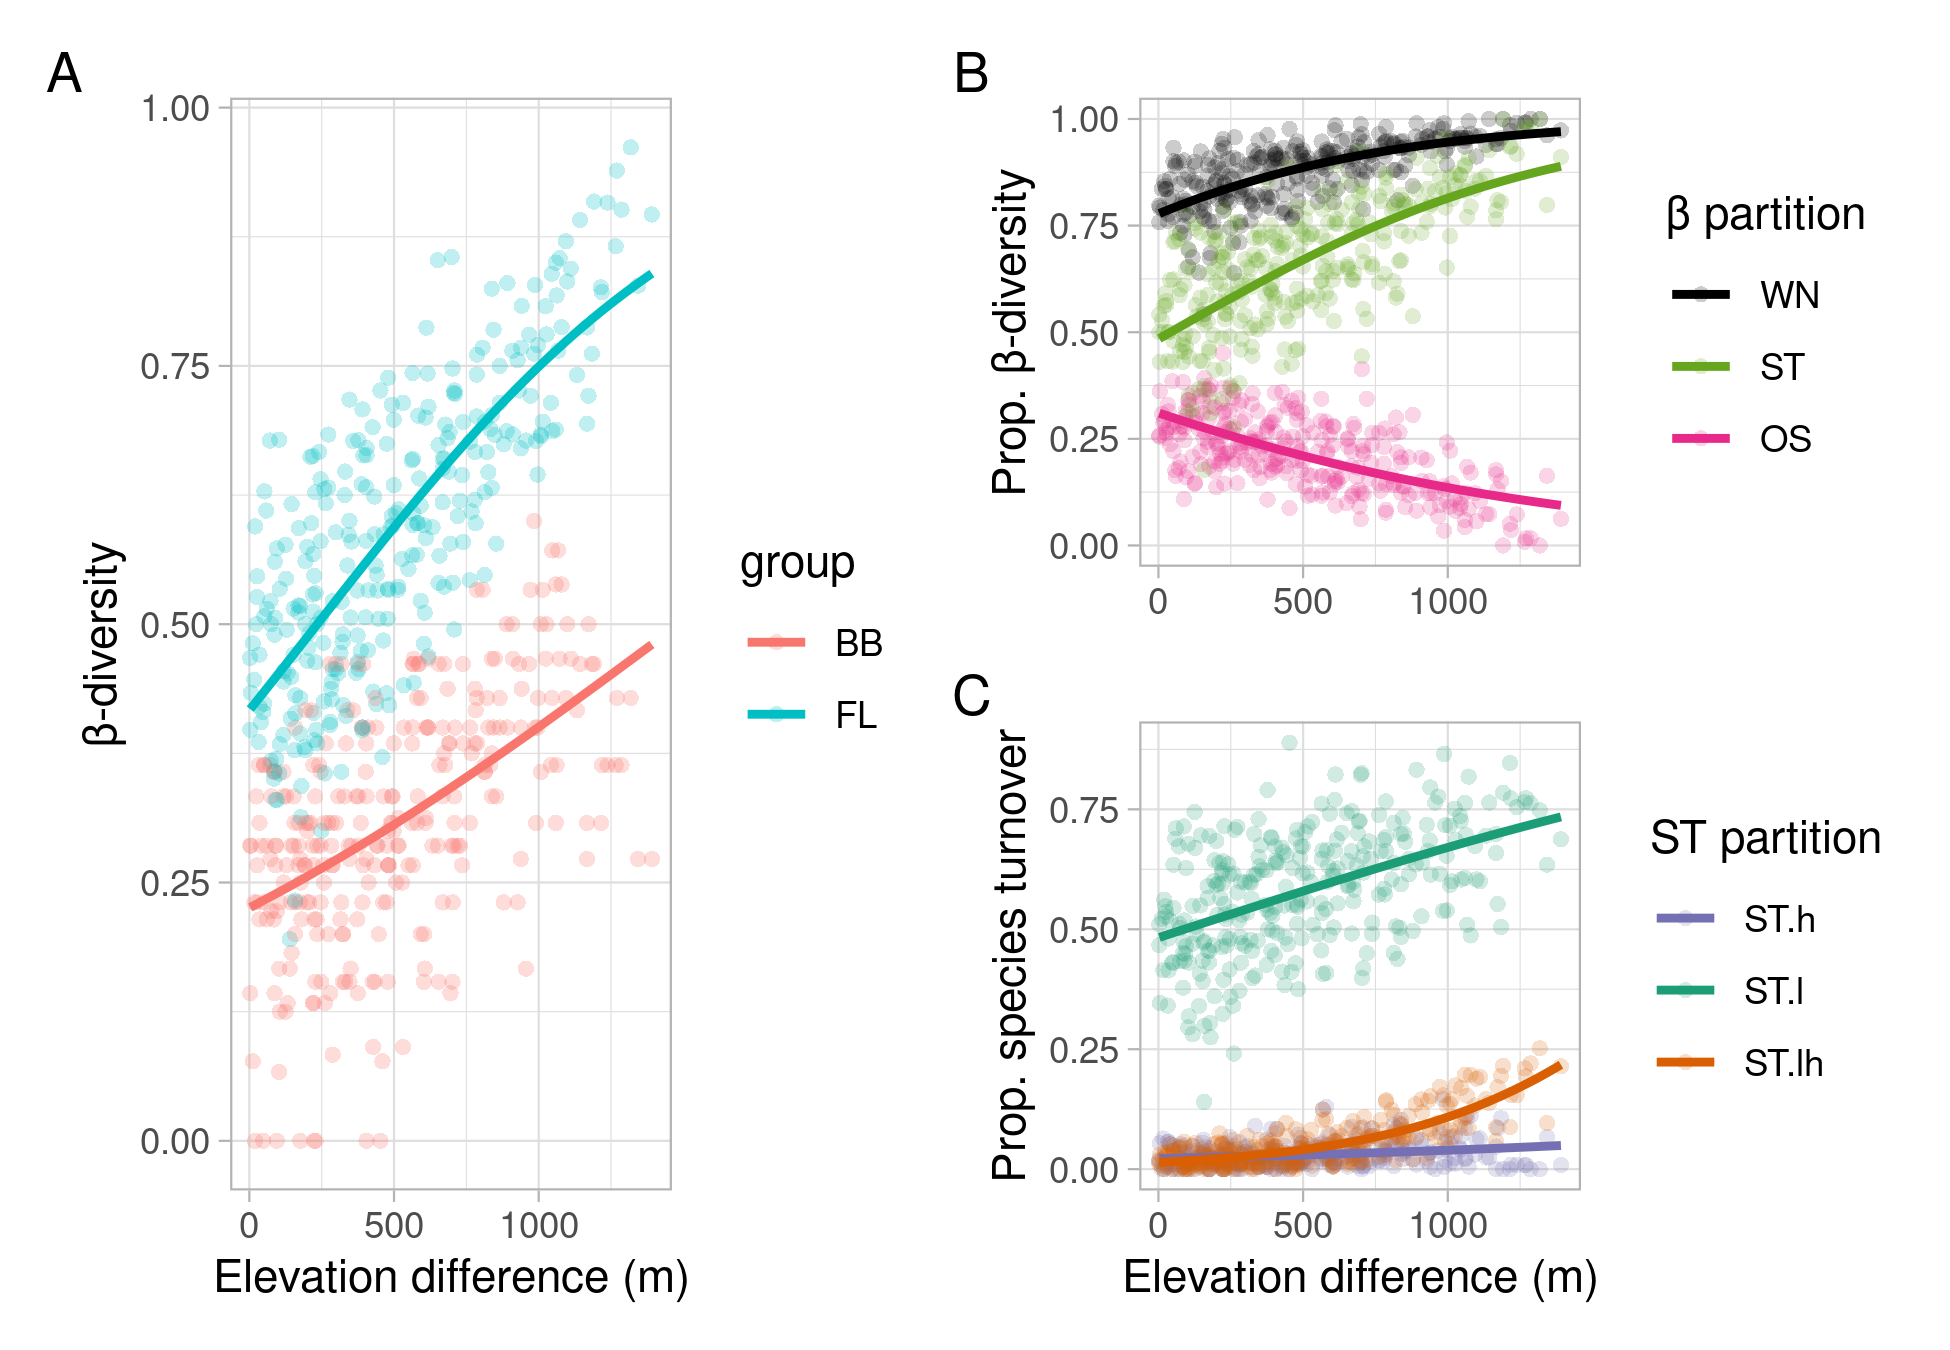 A
1.00
0.75
0.50
0.25
0.00
β-diversity
0 500 1000
Elevation difference (m)
group
BB
FL
B
1.00
0.75
0.50
0.25
0.00
Prop. β-diversity
0 500 1000
β partition
WN
ST
OS
C
0.75
0.50
0.25
0.00
Prop. species turnover
0 500 1000
Elevation difference (m)
ST partition
ST.h
ST.l
ST.lh